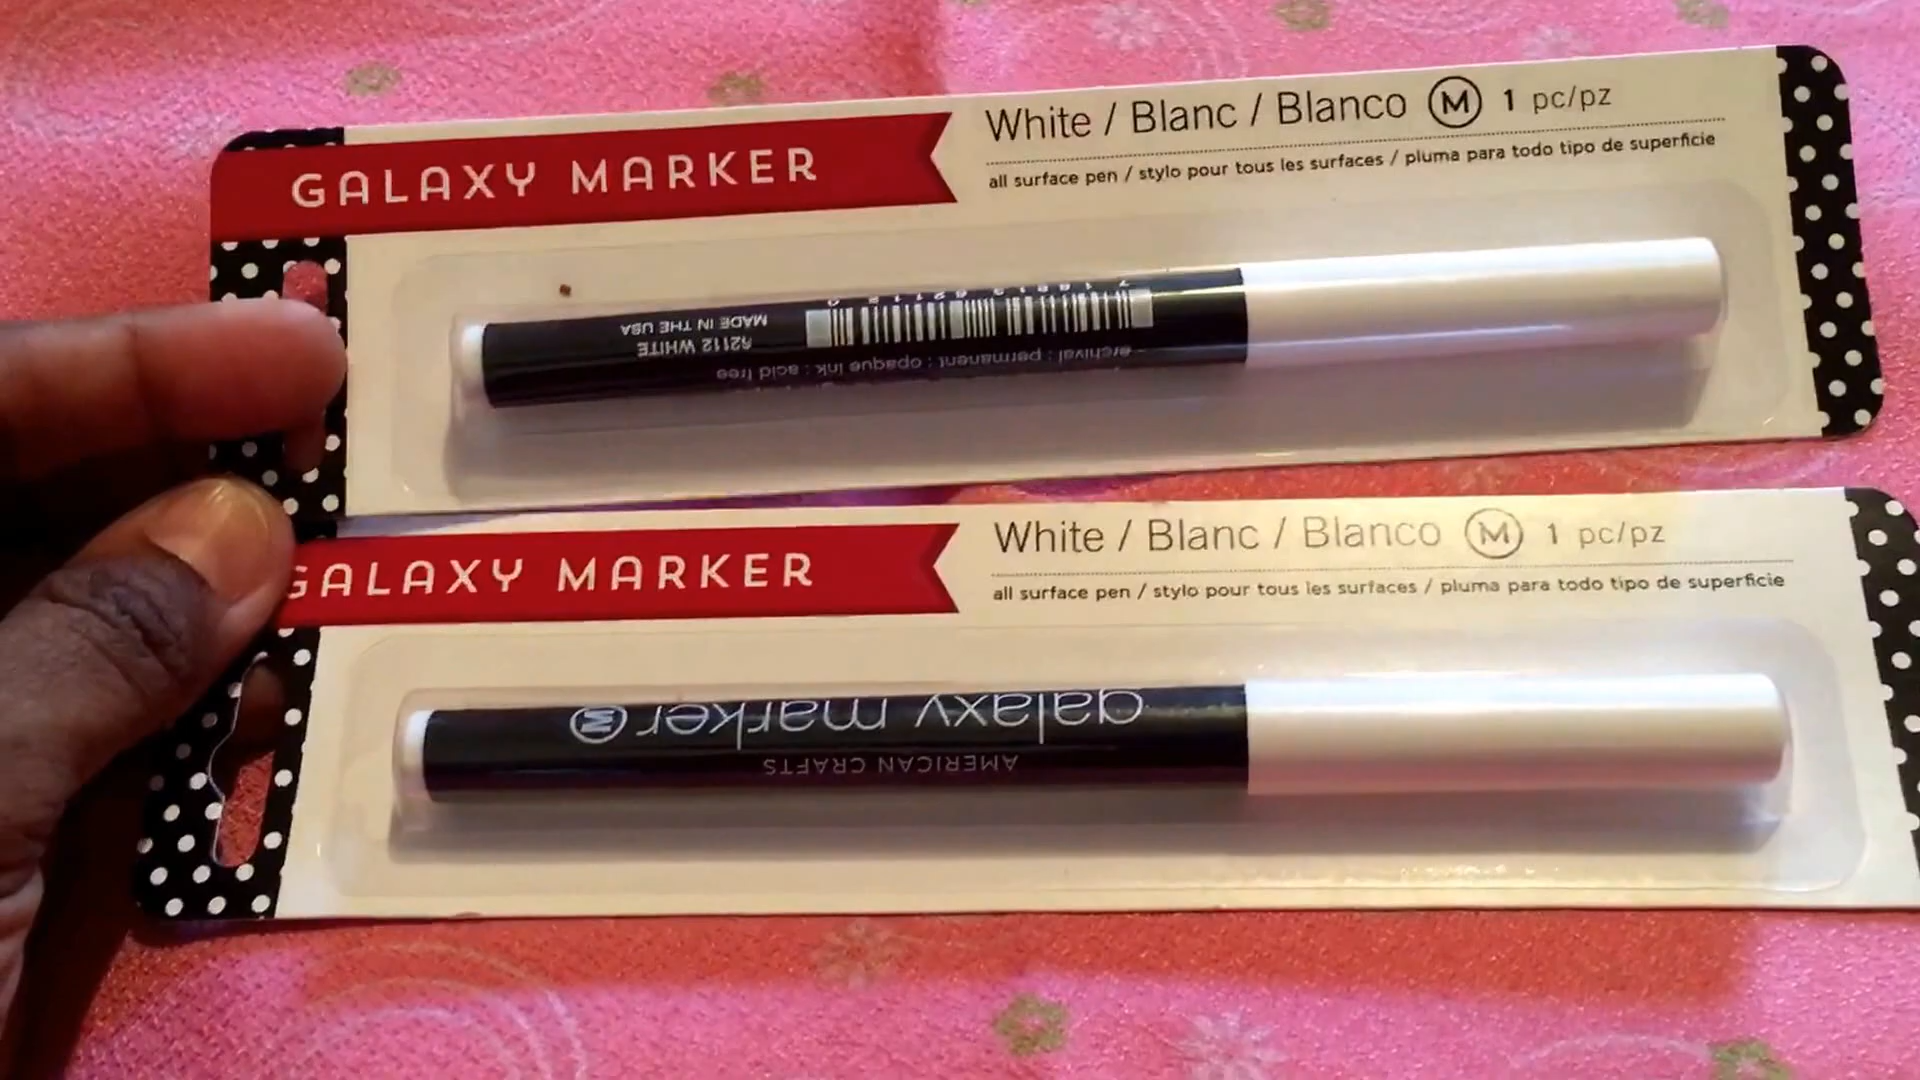 GALAXY MARKER
White / Blanc / Blanco M 1 pc/pz
all surface pen / stylo pour tous les surfaces / pluma para todo tipo de superficie
archival : permanent : opaque ink : acid free
62112 WHITE
MADE IN THE USA
GALAXY MARKER
White / Blanc / Blanco M 1 pc/pz
all surface pen / stylo pour tous les surfaces / pluma para todo tipo de superficie
AMERICAN CRAFTS
galaxy marker M